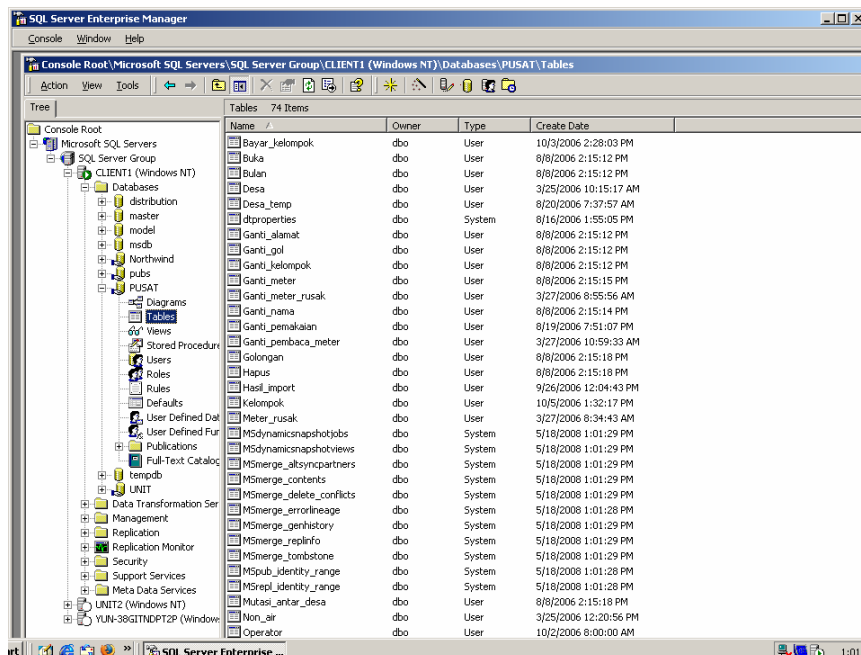 SQL Server Enterprise Manager
Console Window Help
Console Root\Microsoft SQL Servers\SQL Server Group\CLIENT1 (Windows NT)\Databases\PUSAT\Tables
Action View Tools
Tree
Tables 74 Items
Console Root
Microsoft SQL Servers
SQL Server Group
CLIENT1 (Windows NT)
Databases
distribution
master
model
msdb
Northwind
pubs
PUSAT
Diagrams
Tables
Views
Stored Procedure
Users
Roles
Rules
Defaults
User Defined Dat
User Defined Fun
Publications
Full-Text Catalog
tempdb
UNIT
Data Transformation Ser
Management
Replication
Replication Monitor
Security
Support Services
Meta Data Services
UNIT2 (Windows NT)
YUN-38GITNDPT2P (Window
Name Owner Type Create Date
Bayar_kelompok dbo User 10/3/2006 2:28:03 PM
Buka dbo User 8/8/2006 2:15:12 PM
Bulan dbo User 8/8/2006 2:15:12 PM
Desa dbo User 3/25/2006 10:15:17 AM
Desa_temp dbo User 8/20/2006 7:37:57 AM
dtproperties dbo System 8/16/2006 1:55:05 PM
Ganti_alamat dbo User 8/8/2006 2:15:12 PM
Ganti_gol dbo User 8/8/2006 2:15:12 PM
Ganti_kelompok dbo User 8/8/2006 2:15:12 PM
Ganti_meter dbo User 8/8/2006 2:15:15 PM
Ganti_meter_rusak dbo User 3/27/2006 8:55:56 AM
Ganti_nama dbo User 8/8/2006 2:15:14 PM
Ganti_pemakaian dbo User 8/19/2006 7:51:07 PM
Ganti_pembaca_meter dbo User 3/27/2006 10:59:33 AM
Golongan dbo User 8/8/2006 2:15:18 PM
Hapus dbo User 8/8/2006 2:15:18 PM
Hasil_import dbo User 9/26/2006 12:04:43 PM
Kelompok dbo User 10/5/2006 1:32:17 PM
Meter_rusak dbo User 3/27/2006 8:34:43 AM
MSdynamicsnapshotjobs dbo System 5/18/2008 1:01:29 PM
MSdynamicsnapshotviews dbo System 5/18/2008 1:01:29 PM
MSmerge_altsyncpartners dbo System 5/18/2008 1:01:29 PM
MSmerge_contents dbo System 5/18/2008 1:01:29 PM
MSmerge_delete_conflicts dbo System 5/18/2008 1:01:29 PM
MSmerge_errorlineage dbo System 5/18/2008 1:01:28 PM
MSmerge_genhistory dbo System 5/18/2008 1:01:29 PM
MSmerge_replinfo dbo System 5/18/2008 1:01:29 PM
MSmerge_tombstone dbo System 5/18/2008 1:01:29 PM
MSpub_identity_range dbo System 5/18/2008 1:01:28 PM
MSrepl_identity_range dbo System 5/18/2008 1:01:28 PM
Mutasi_antar_desa dbo User 8/8/2006 2:15:18 PM
Non_air dbo User 3/25/2006 12:20:56 PM
Operator dbo User 10/2/2006 8:00:00 AM
SQL Server Enterprise ...
1:01